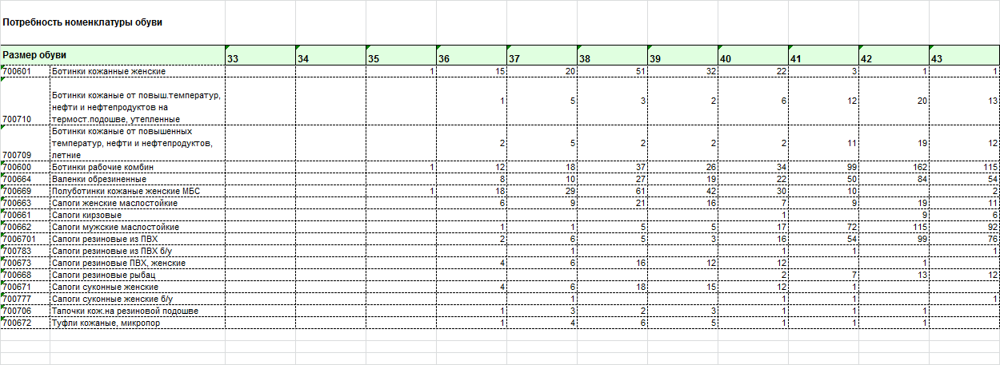 Потребность номенклатуры обуви
Размер обуви 33 34 35 36 37 38 39 40 41 42 43
700601 Ботинки кожанные женские 1 15 20 51 32 22 3 1 1
Ботинки кожаные от повыш.температур,
нефти и нефтепродуктов на 1 5 3 2 6 12 20 13
700710 термост.подошве, утепленные
Ботинки кожаные от повышенных
температур, нефти и нефтепродуктов, 2 5 2 2 2 11 19 12
700709 летние
700600 Ботинки рабочие комбин 1 12 18 37 26 34 99 162 115
700664 Валенки обрезиненные 8 10 27 19 22 50 84 54
700669 Полуботинки кожаные женские МБС 1 18 29 61 42 30 10 2
700663 Сапоги женские маслостойкие 6 9 21 16 7 9 19 11
700661 Сапоги кирзовые 1 9 6
700662 Сапоги мужские маслостойкие 1 1 5 5 17 72 115 92
7006701 Сапоги резиновые из ПВХ 2 6 5 3 16 54 99 76
700783 Сапоги резиновые из ПВХ б/у 1 1 1 1
700673 Сапоги резиновые ПВХ, женские 4 6 16 12 12 1
700668 Сапоги резиновые рыбац 2 7 13 12
700671 Сапоги суконные женские 4 6 18 15 12 1
700777 Сапоги суконные женские б/у 1 1 1 1
700706 Тапочки кож.на резиновой подошве 1 3 2 3 1 1 1
700672 Туфли кожаные, микропор 1 4 6 5 1 1 1